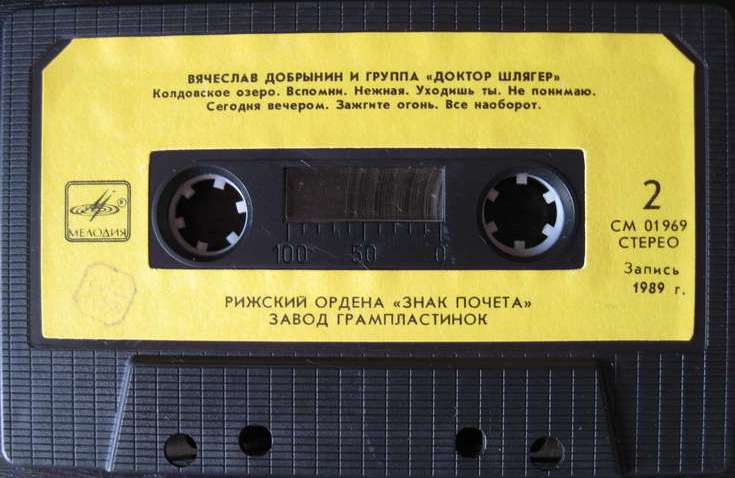 ВЯЧЕСЛАВ ДОБРЫНИН И ГРУППА «ДОКТОР ШЛЯГЕР»
Колдовское озеро. Вспомни. Нежная. Уходишь ты. Не понимаю.
Сегодня вечером. Зажгите огонь. Все наоборот.
МЕЛОДИЯ
®
100 50 0
2
СМ 01969
СТЕРЕО
Запись
1989 г.
РИЖСКИЙ ОРДЕНА «ЗНАК ПОЧЕТА»
ЗАВОД ГРАМПЛАСТИНОК